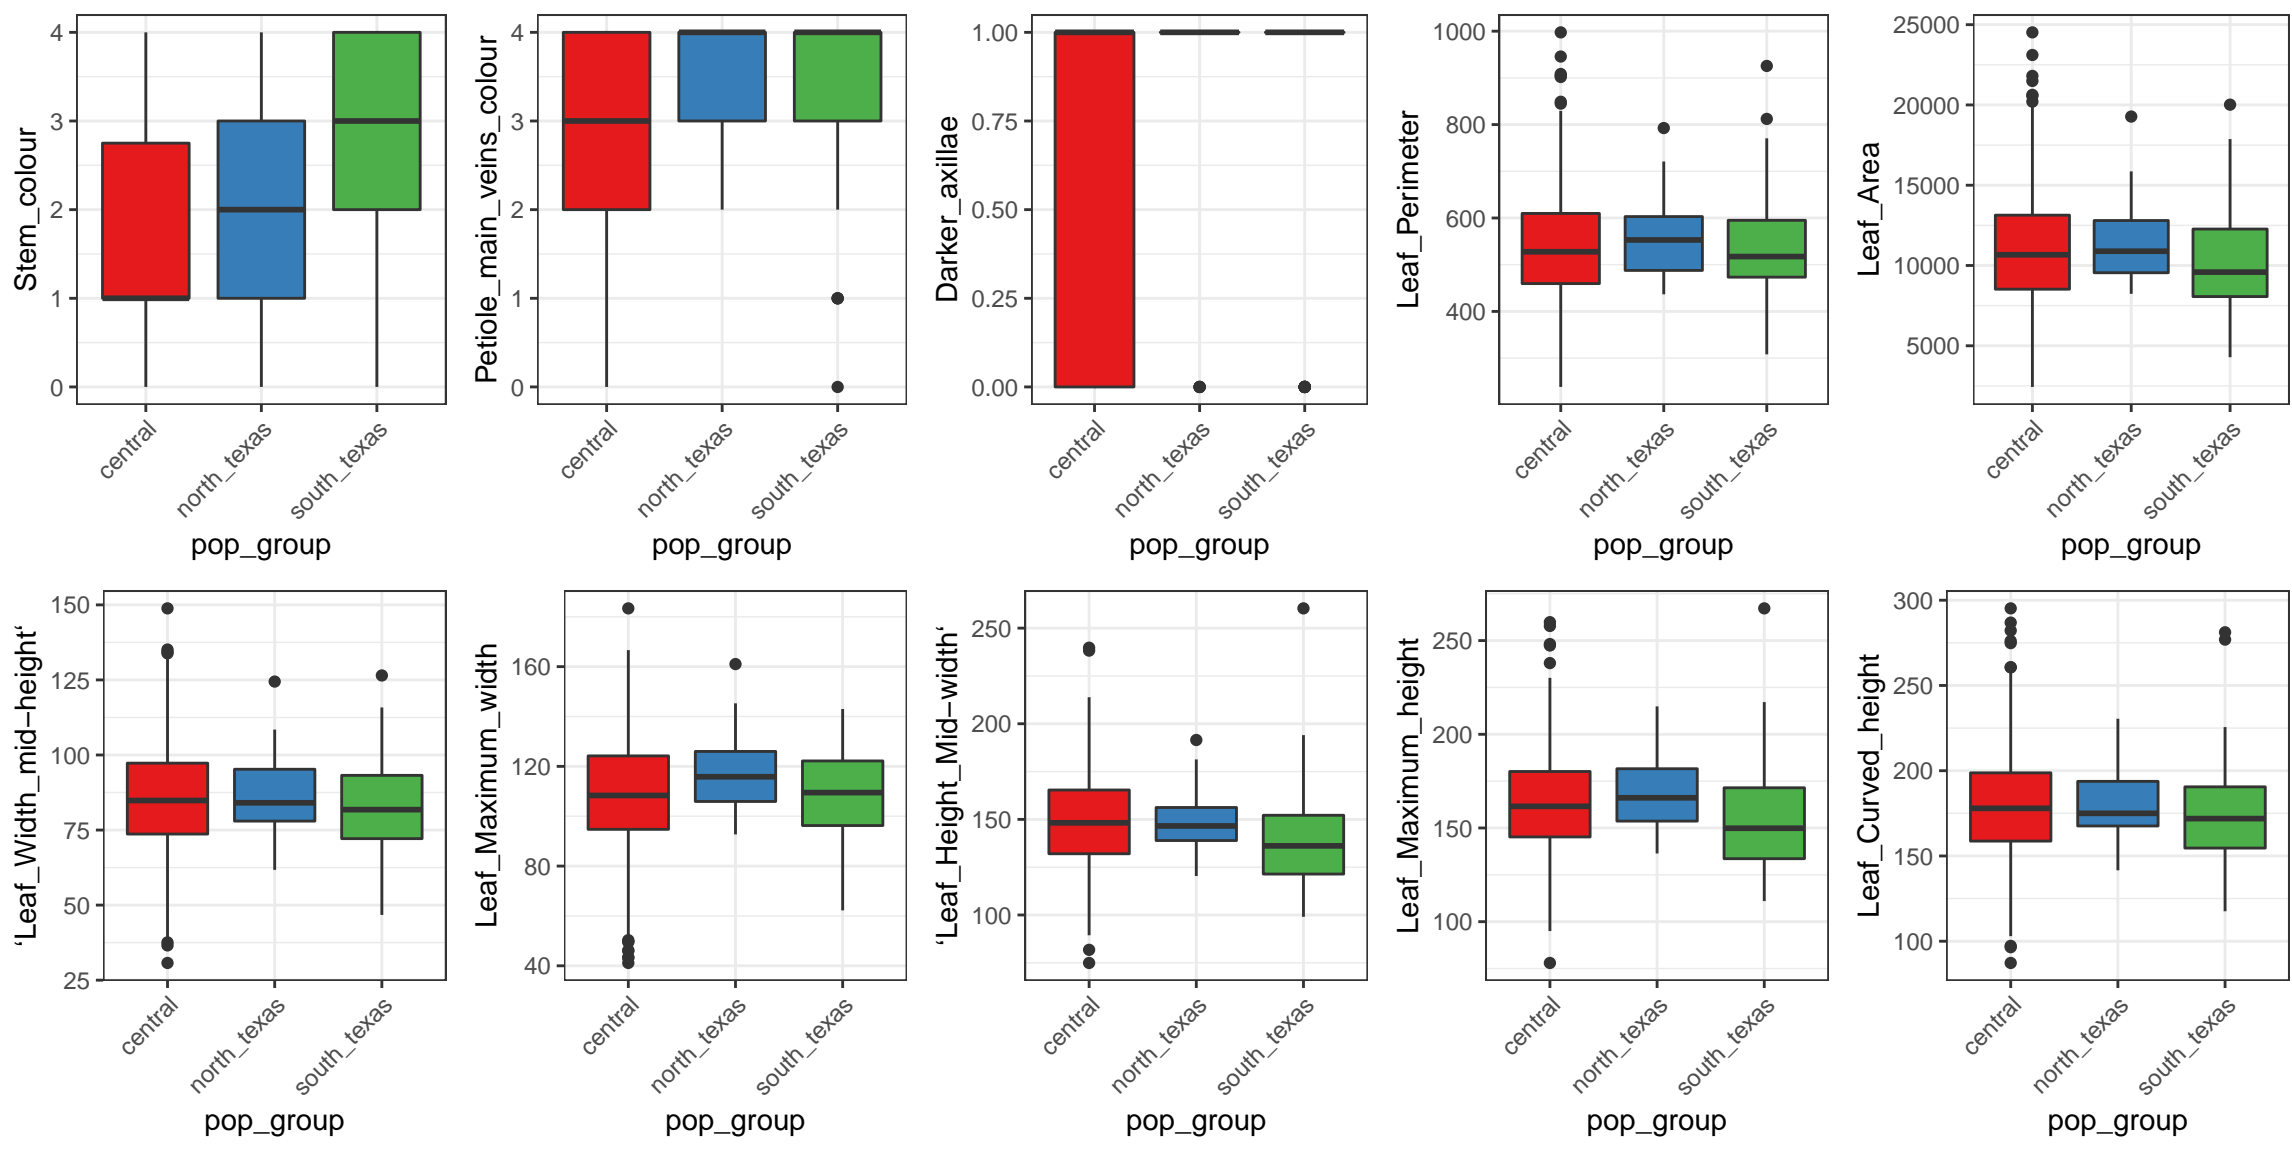 Stem_colour
4
3
2
1
0
central
north_texas
south_texas
pop_group
Petiole_main_veins_colour
4
3
2
1
0
central
north_texas
south_texas
pop_group
Darker_axillae
1.00
0.75
0.50
0.25
0.00
central
north_texas
south_texas
pop_group
Leaf_Perimeter
1000
800
600
400
central
north_texas
south_texas
pop_group
Leaf_Area
25000
20000
15000
10000
5000
central
north_texas
south_texas
pop_group
‘Leaf_Width_mid−height‘
150
125
100
75
50
25
central
north_texas
south_texas
pop_group
Leaf_Maximum_width
160
120
80
40
central
north_texas
south_texas
pop_group
‘Leaf_Height_Mid−width‘
250
200
150
100
central
north_texas
south_texas
pop_group
Leaf_Maximum_height
250
200
150
100
central
north_texas
south_texas
pop_group
Leaf_Curved_height
300
250
200
150
100
central
north_texas
south_texas
pop_group